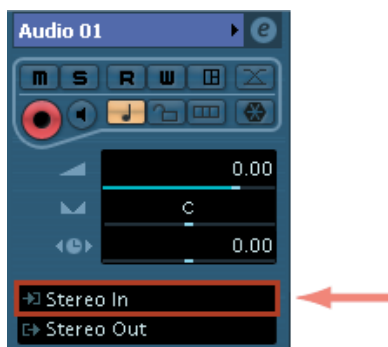 Audio 01
e
M S R W
0.00
C
0.00
Stereo In
Stereo Out